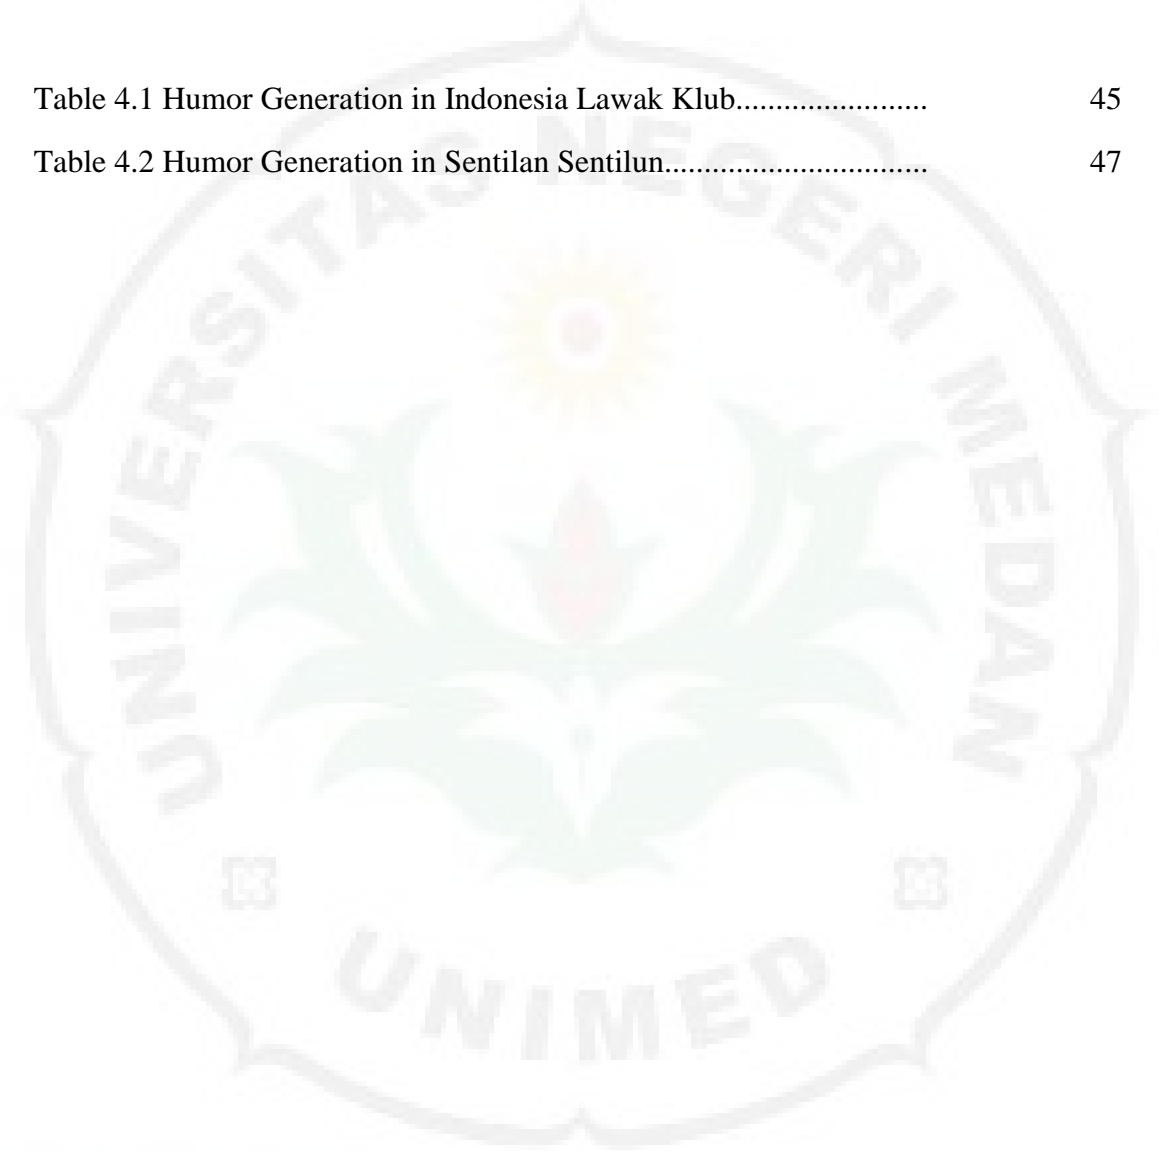 Table 4.1 Humor Generation in Indonesia Lawak Klub........................ 45
Table 4.2 Humor Generation in Sentilan Sentilun................................. 47
UNIVERSITAS NEGERI MEDAN
UNIMED